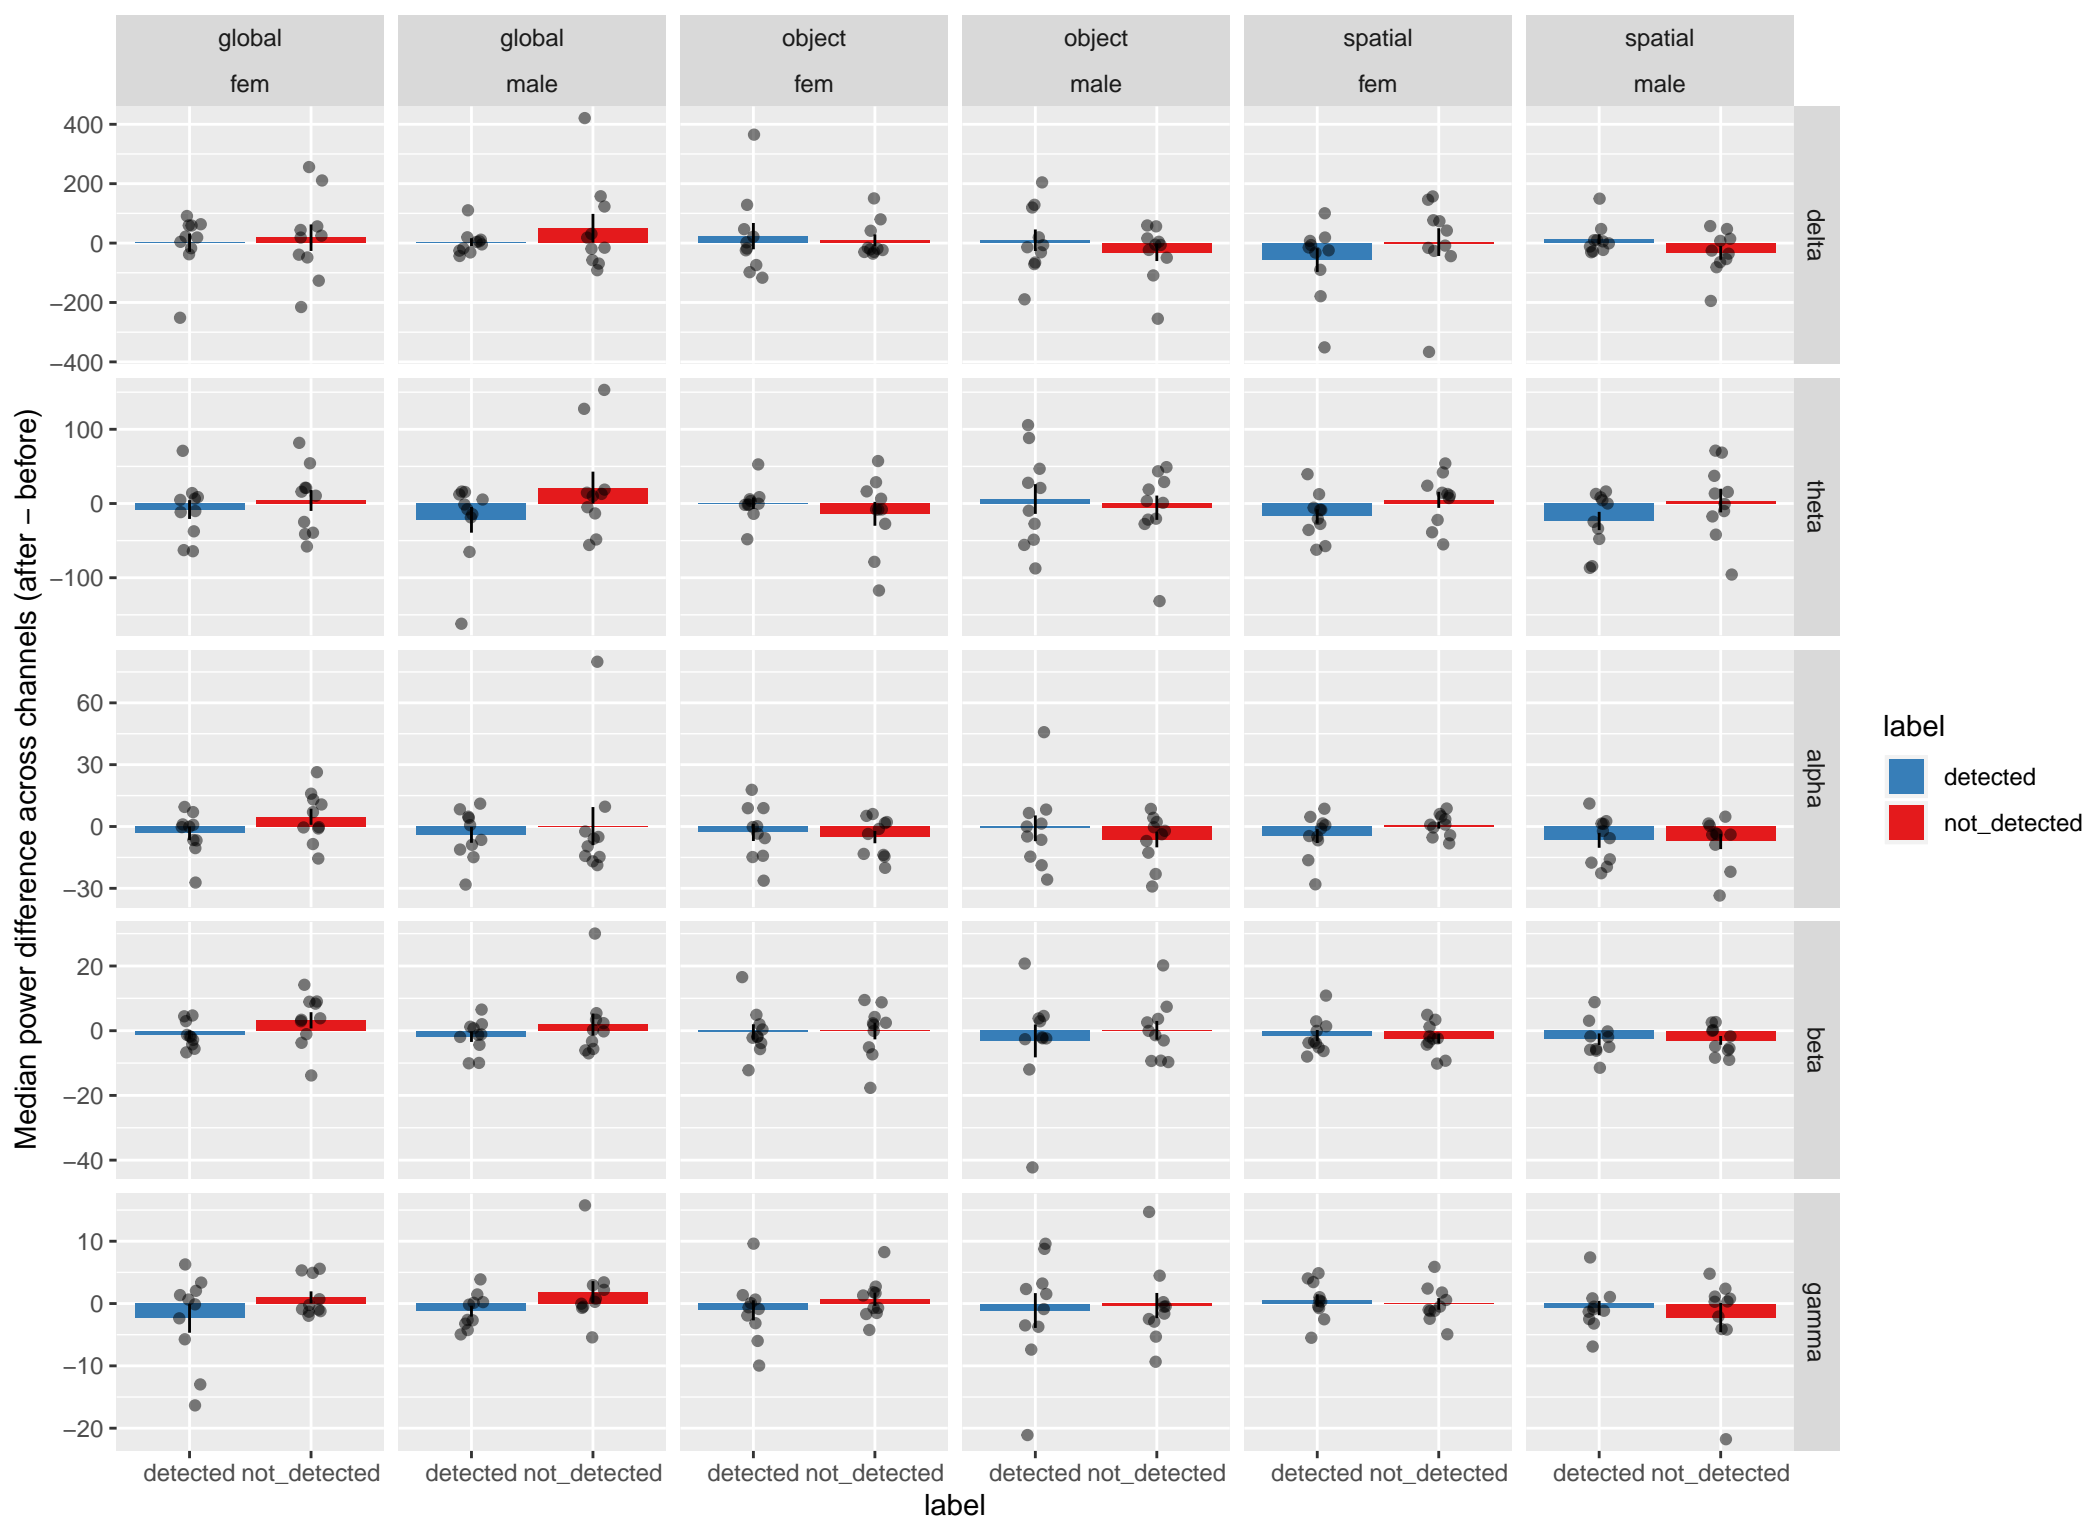 global global object object spatial spatial
fem male fem male fem male
Median power difference across channels (after − before)
400
200
0
−200
−400
delta
100
0
−100
theta
60
30
0
−30
alpha
20
0
−20
−40
beta
10
0
−10
−20
gamma
detected not_detected detected not_detected detected not_detected detected not_detected detected not_detected detected not_detected
label
label
detected
not_detected